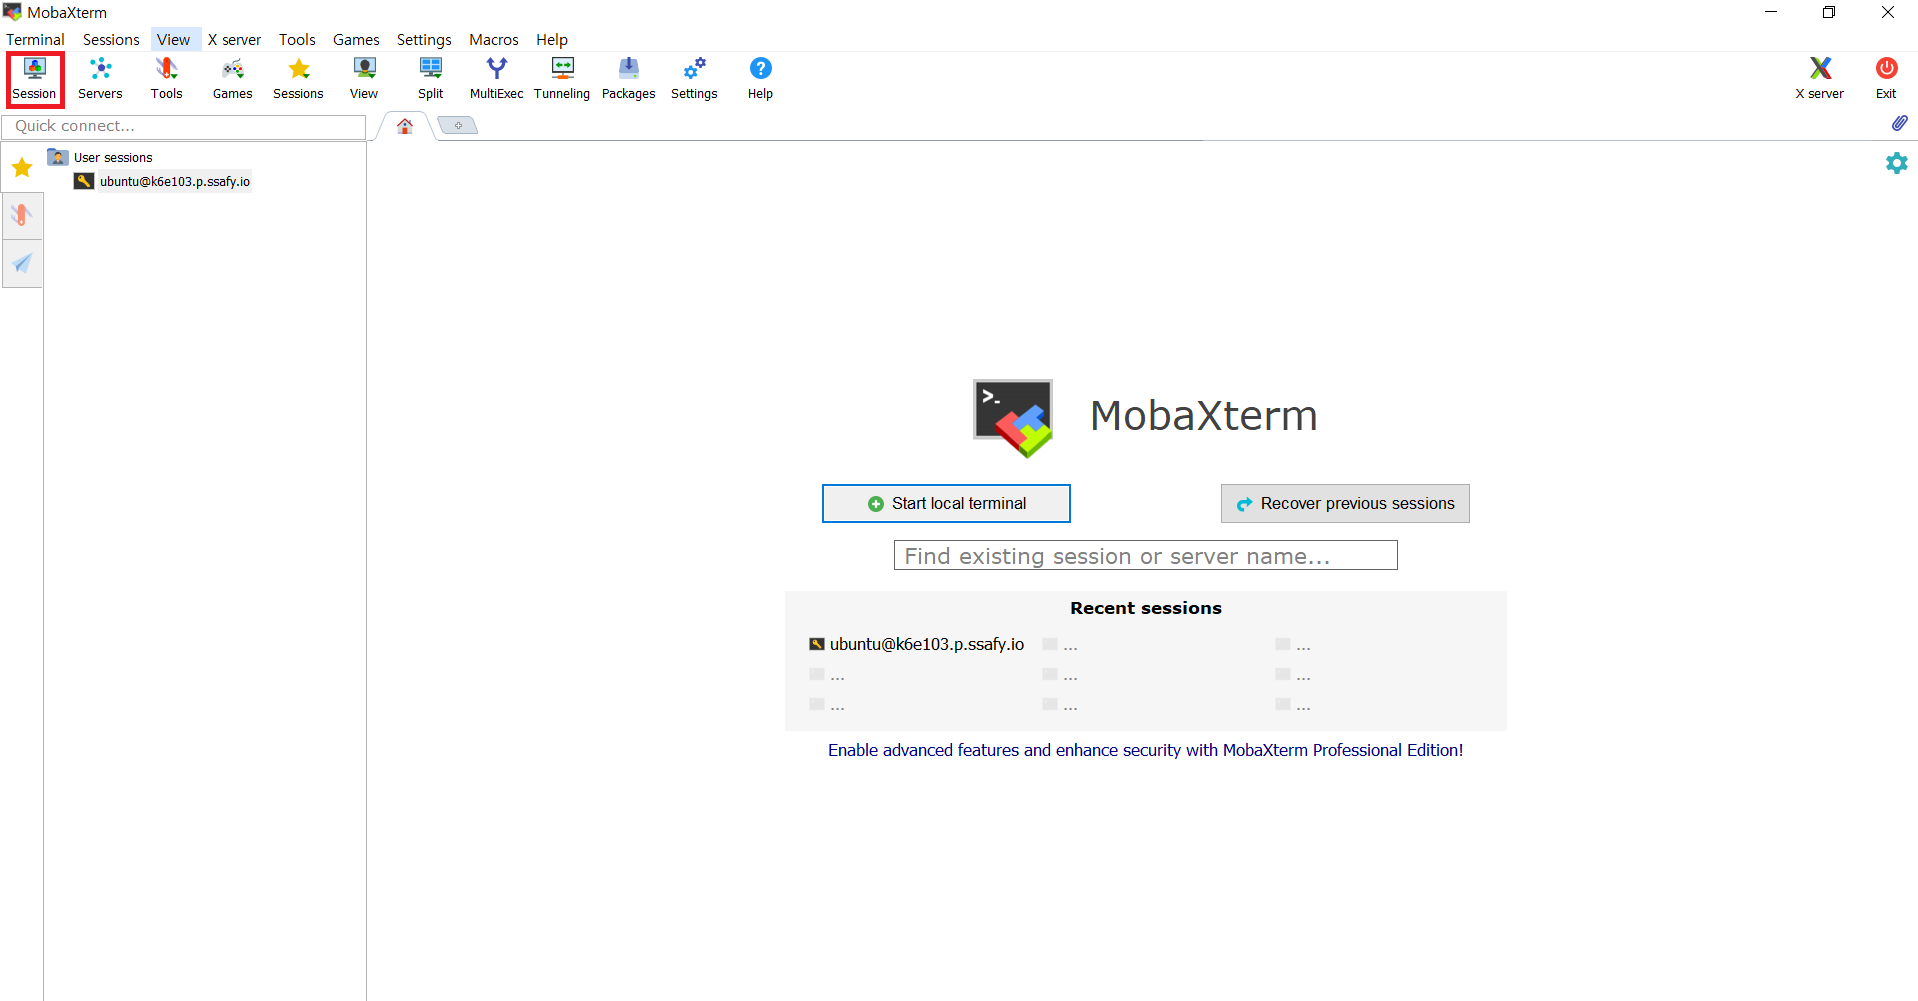 MobaXterm
Terminal Sessions View X server Tools Games Settings Macros Help
Session Servers Tools Games Sessions View Split MultiExec Tunneling Packages Settings Help X server Exit
Quick connect...
User sessions
ubuntu@k6e103.p.ssafy.io
>_
MobaXterm
Start local terminal Recover previous sessions
Find existing session or server name...
Recent sessions
ubuntu@k6e103.p.ssafy.io ... ...
... ... ...
... ... ...
Enable advanced features and enhance security with MobaXterm Professional Edition!